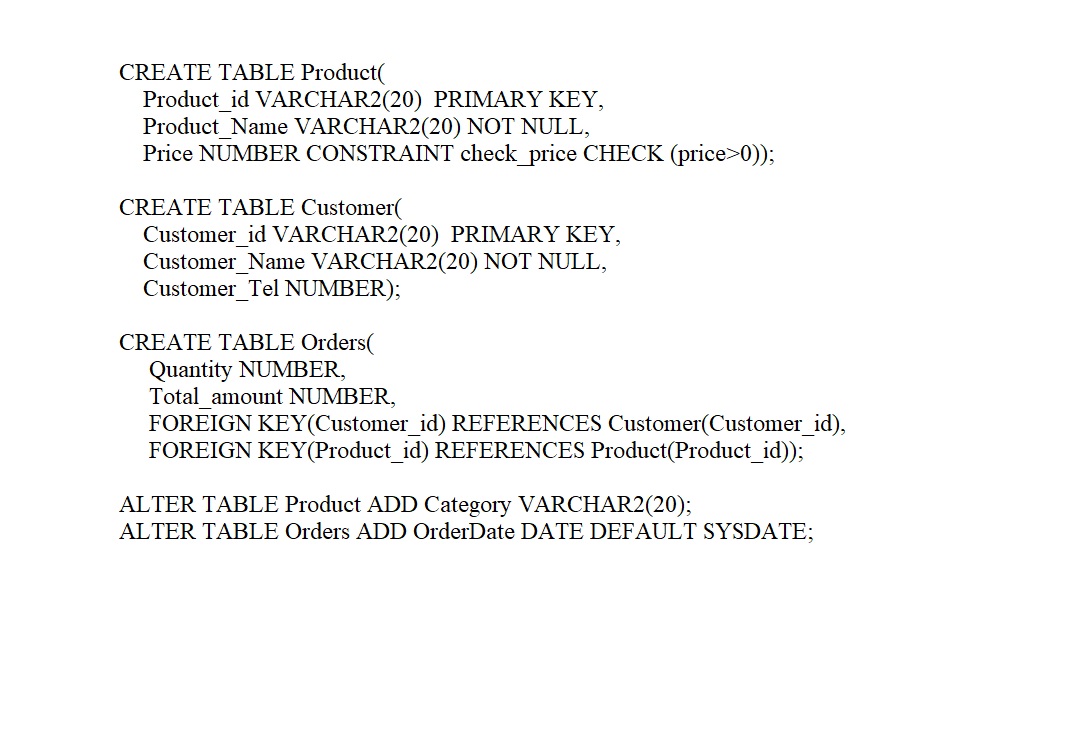 CREATE TABLE Product(
Product_id VARCHAR2(20)  PRIMARY KEY,
Product_Name VARCHAR2(20) NOT NULL,
Price NUMBER CONSTRAINT check_price CHECK (price>0));
CREATE TABLE Customer(
Customer_id VARCHAR2(20)  PRIMARY KEY,
Customer_Name VARCHAR2(20) NOT NULL,
Customer_Tel NUMBER);
CREATE TABLE Orders(
Quantity NUMBER,
Total_amount NUMBER,
FOREIGN KEY(Customer_id) REFERENCES Customer(Customer_id),
FOREIGN KEY(Product_id) REFERENCES Product(Product_id));
ALTER TABLE Product ADD Category VARCHAR2(20);
ALTER TABLE Orders ADD OrderDate DATE DEFAULT SYSDATE;